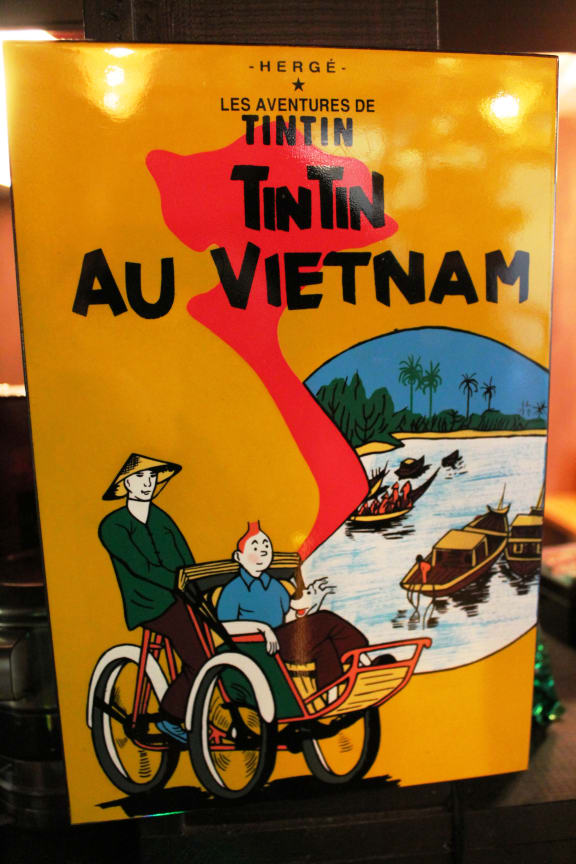 -HERGÉ-
LES AVENTURES DE
TINTIN
TINTIN
AU VIETNAM